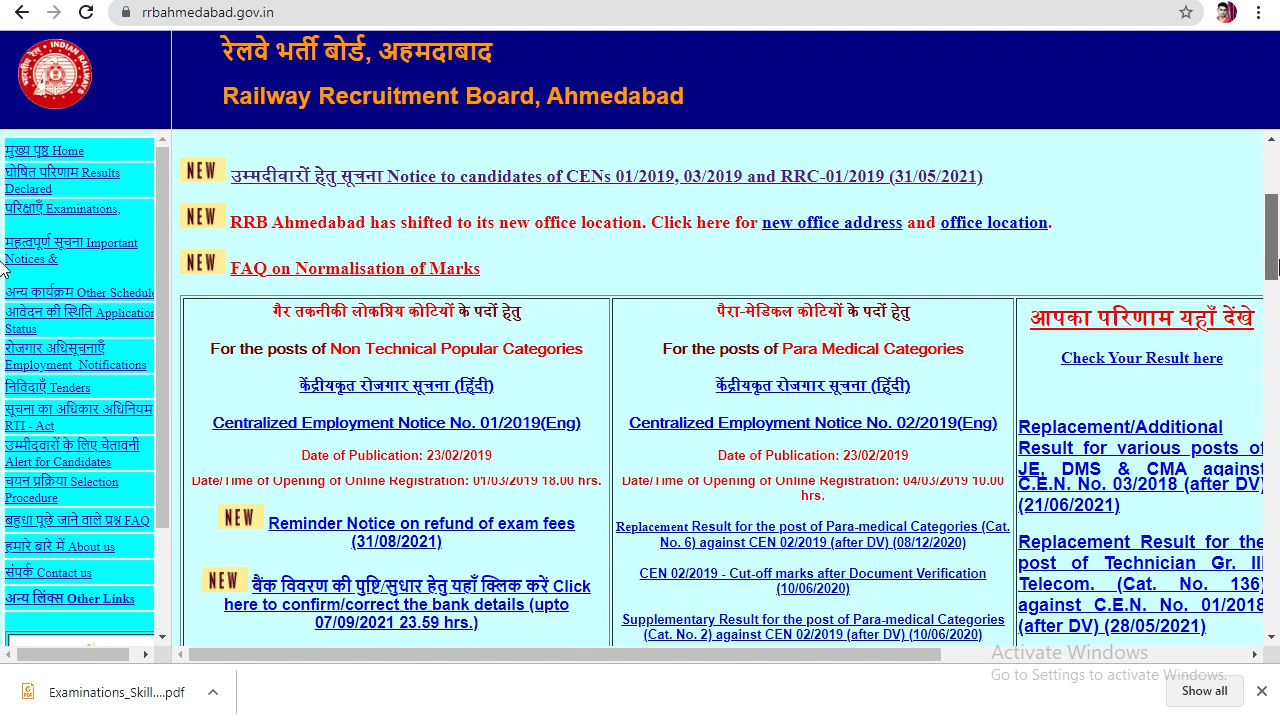 rrbahmedabad.gov.in
रेलवे भर्ती बोर्ड, अहमदाबाद
Railway Recruitment Board, Ahmedabad
मुख्य पृष्ठ Home
घोषित परिणाम Results
Declared
परिक्षाएँ Examinations,
महत्वपूर्ण सूचना Important
Notices &
अन्य कार्यक्रम Other Schedule
आवेदन की स्थिति Application
Status
रोजगार अधिसूचनाएँ
Employment Notifications
निविदाएँ Tenders
सूचना का अधिकार अधिनियम
RTI - Act
उम्मीदवारों के लिए चेतावनी
Alert for Candidates
चयन प्रक्रिया Selection
Procedure
बहुधा पूछे जाने वाले प्रश्न FAQ
हमारे बारे में About us
संपर्क Contact us
अन्य लिंक्स Other Links
NEW उम्मदीवारों हेतु सूचना Notice to candidates of CENs 01/2019, 03/2019 and RRC-01/2019 (31/05/2021)
NEW RRB Ahmedabad has shifted to its new office location. Click here for new office address and office location.
NEW FAQ on Normalisation of Marks
गैर तकनीकी लोकप्रिय कोटियों के पदों हेतु
For the posts of Non Technical Popular Categories
केंद्रीयकृत रोजगार सूचना (हिंदी)
Centralized Employment Notice No. 01/2019(Eng)
Date of Publication: 23/02/2019
Date/Time of Opening of Online Registration: 01/03/2019 18.00 hrs.
NEW Reminder Notice on refund of exam fees
(31/08/2021)
NEW बैंक विवरण की पुष्टि/सुधार हेतु यहाँ क्लिक करें Click
here to confirm/correct the bank details (upto
07/09/2021 23.59 hrs.)
पैरा-मेडिकल कोटियों के पदों हेतु
For the posts of Para Medical Categories
केंद्रीयकृत रोजगार सूचना (हिंदी)
Centralized Employment Notice No. 02/2019(Eng)
Date of Publication: 23/02/2019
Date/Time of Opening of Online Registration: 04/03/2019 10.00
hrs.
Replacement Result for the post of Para-medical Categories (Cat.
No. 6) against CEN 02/2019 (after DV) (08/12/2020)
CEN 02/2019 - Cut-off marks after Document Verification
(10/06/2020)
Supplementary Result for the post of Para-medical Categories
(Cat. No. 2) against CEN 02/2019 (after DV) (10/06/2020)
आपका परिणाम यहाँ देंखे
Check Your Result here
Replacement/Additional
Result for various posts of
JE, DMS & CMA against
C.E.N. No. 03/2018 (after DV)
(21/06/2021)
Replacement Result for the
post of Technician Gr. III
Telecom. (Cat. No. 136)
against C.E.N. No. 01/2018
(after DV) (28/05/2021)
Activate Windows
Go to Settings to activate Windows.
Examinations_Skill....pdf
Show all